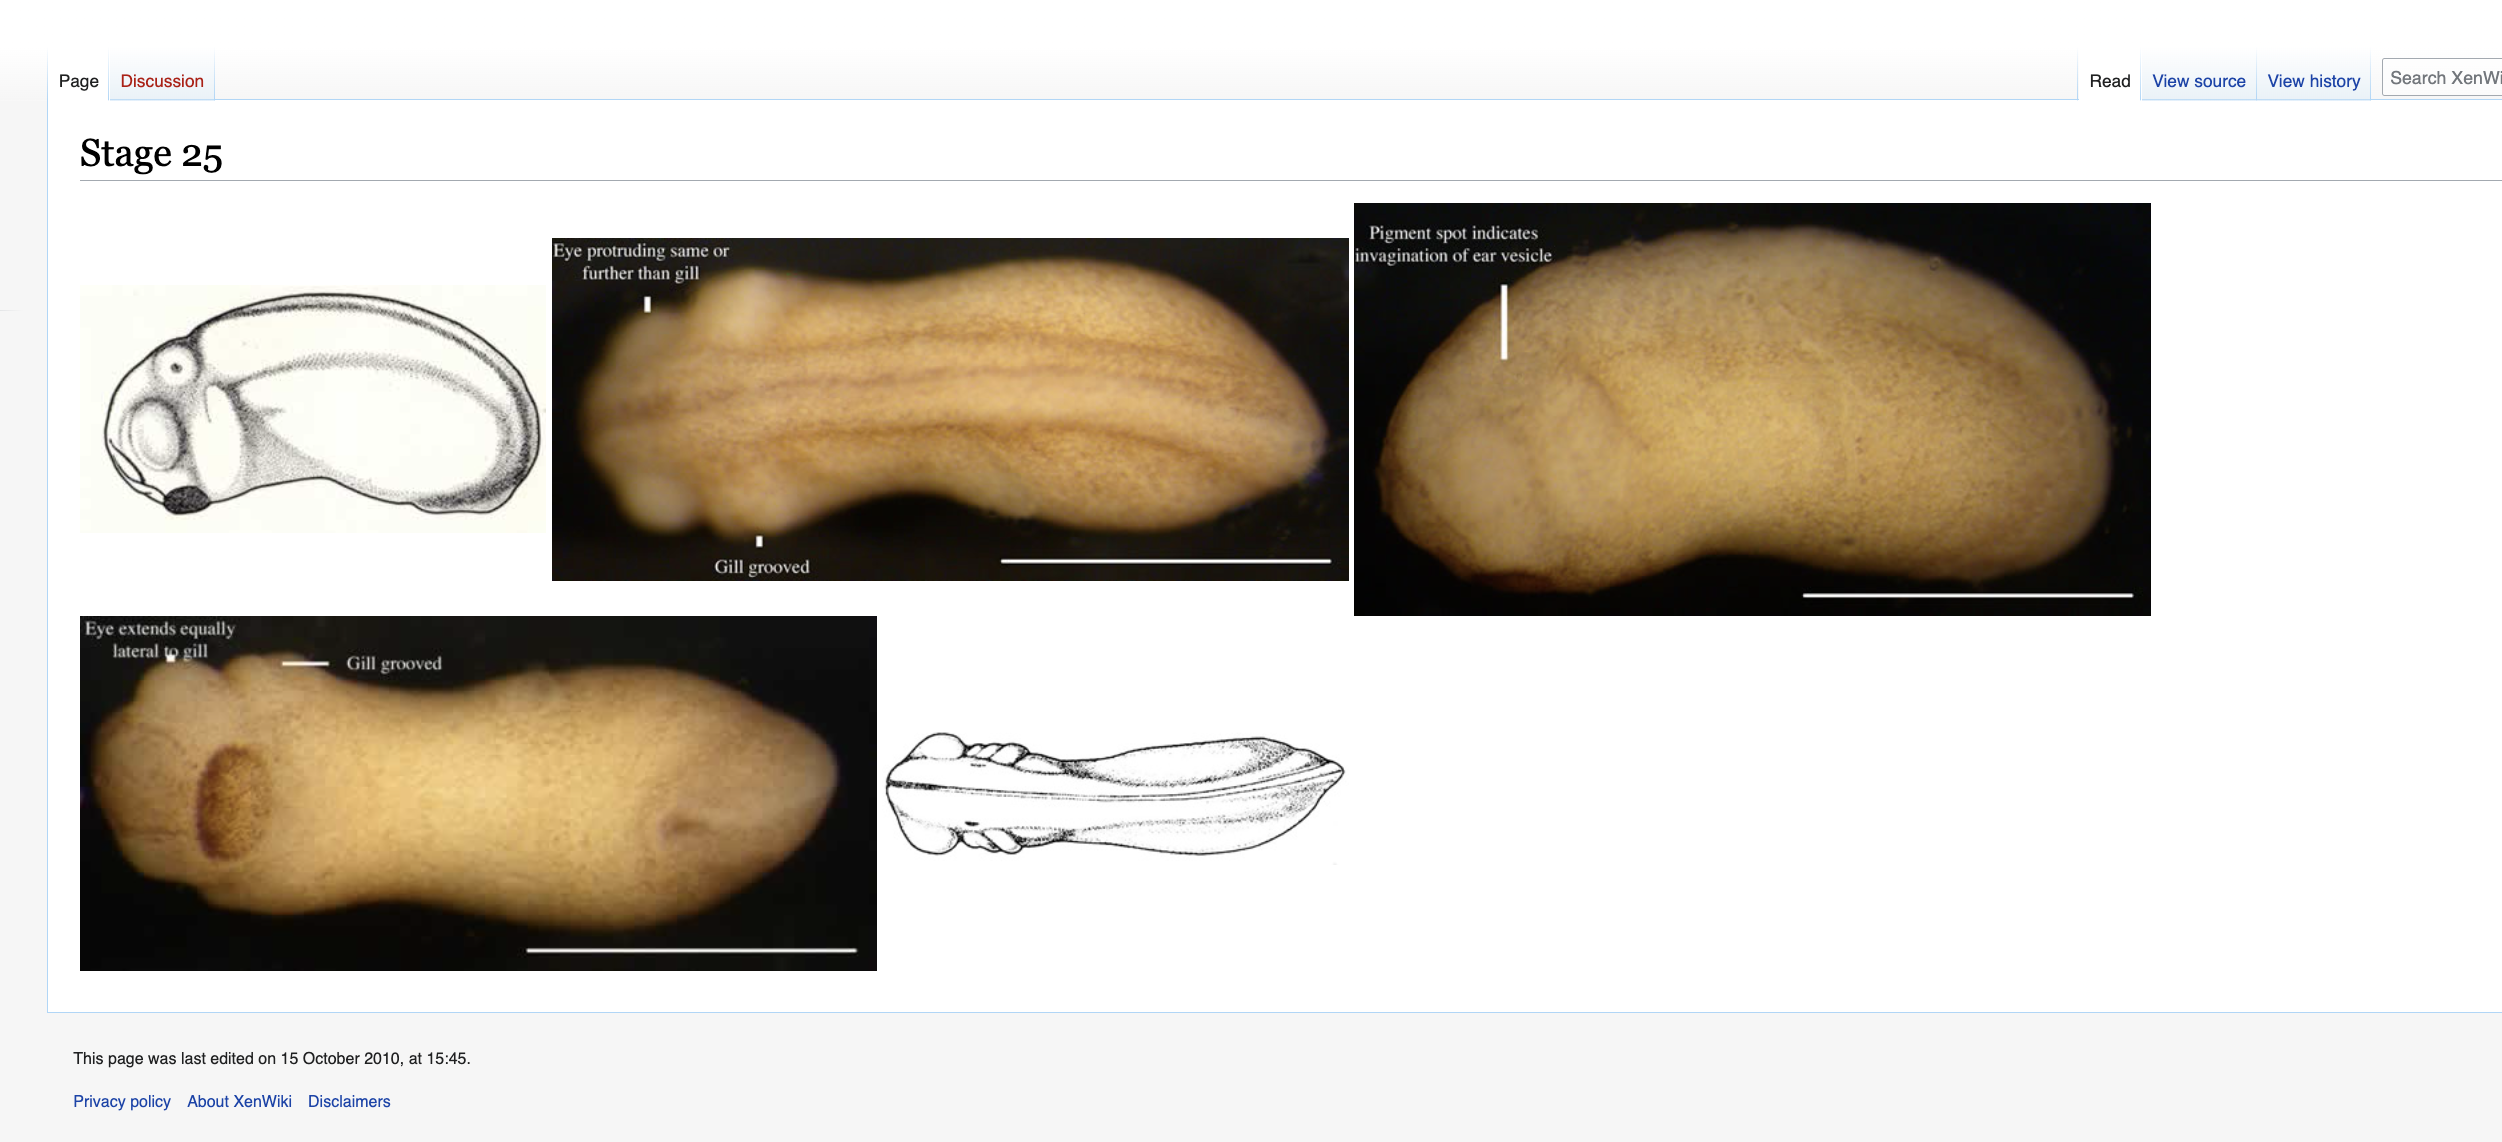 Page
Discussion
Read
View source
View history
Search XenWi
Stage 25
Eye protruding same or
further than gill
Gill grooved
Pigment spot indicates
invagination of ear vesicle
Eye extends equally
lateral to gill
Gill grooved
This page was last edited on 15 October 2010, at 15:45.
Privacy policy
About XenWiki
Disclaimers